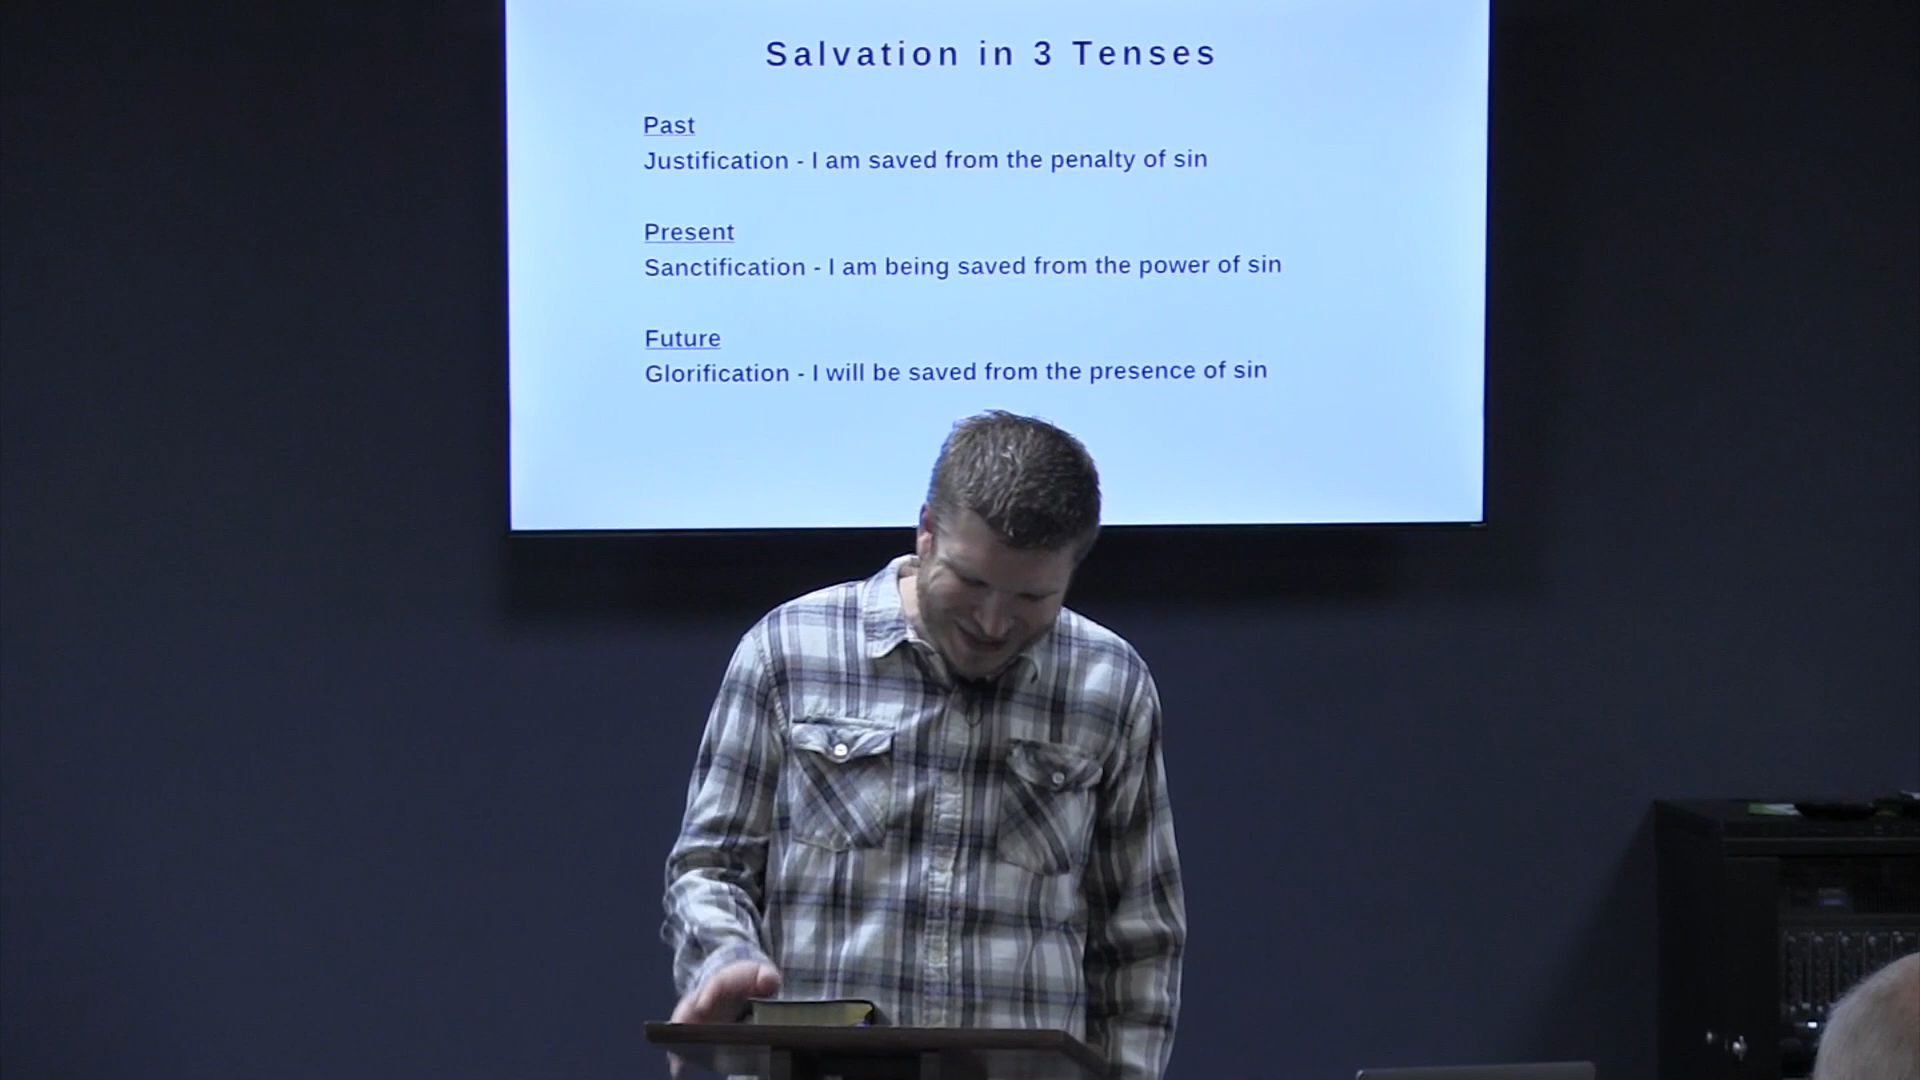 Salvation in 3 Tenses
Past
Justification - I am saved from the penalty of sin
Present
Sanctification - I am being saved from the power of sin
Future
Glorification - I will be saved from the presence of sin